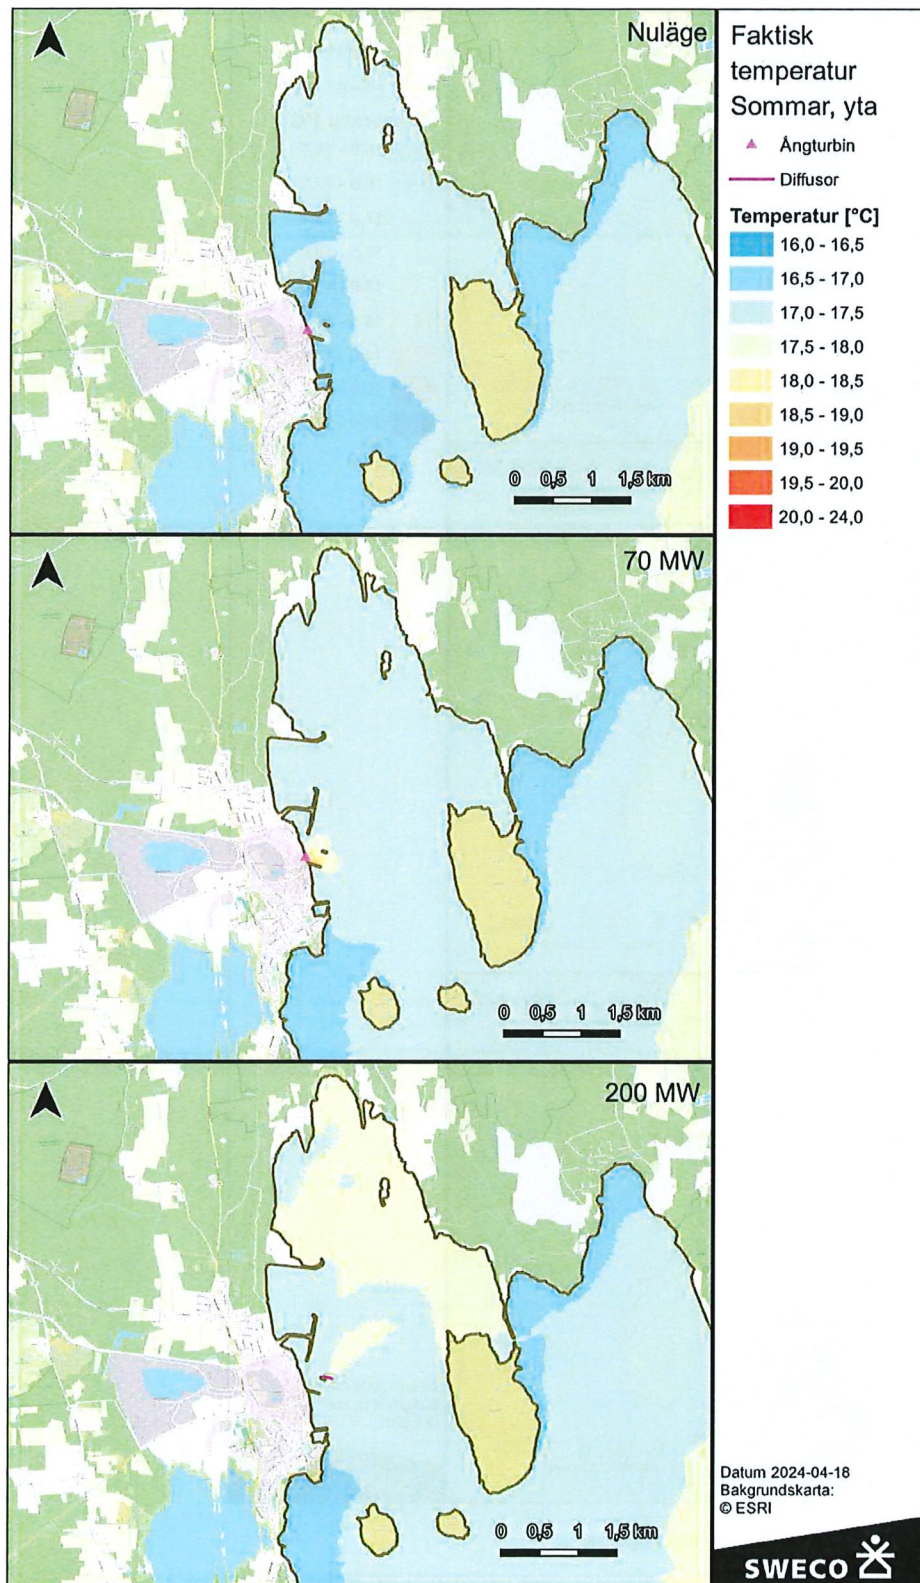 Nuläge
0 0,5 1 1,5 km
70 MW
0 0,5 1 1,5 km
200 MW
0 0,5 1 1,5 km
Faktisk
temperatur
Sommar, yta
Ångturbin
Diffusor
Temperatur [°C]
16,0 - 16,5
16,5 - 17,0
17,0 - 17,5
17,5 - 18,0
18,0 - 18,5
18,5 - 19,0
19,0 - 19,5
19,5 - 20,0
20,0 - 24,0
Datum 2024-04-18
Bakgrundskarta:
© ESRI
SWECO